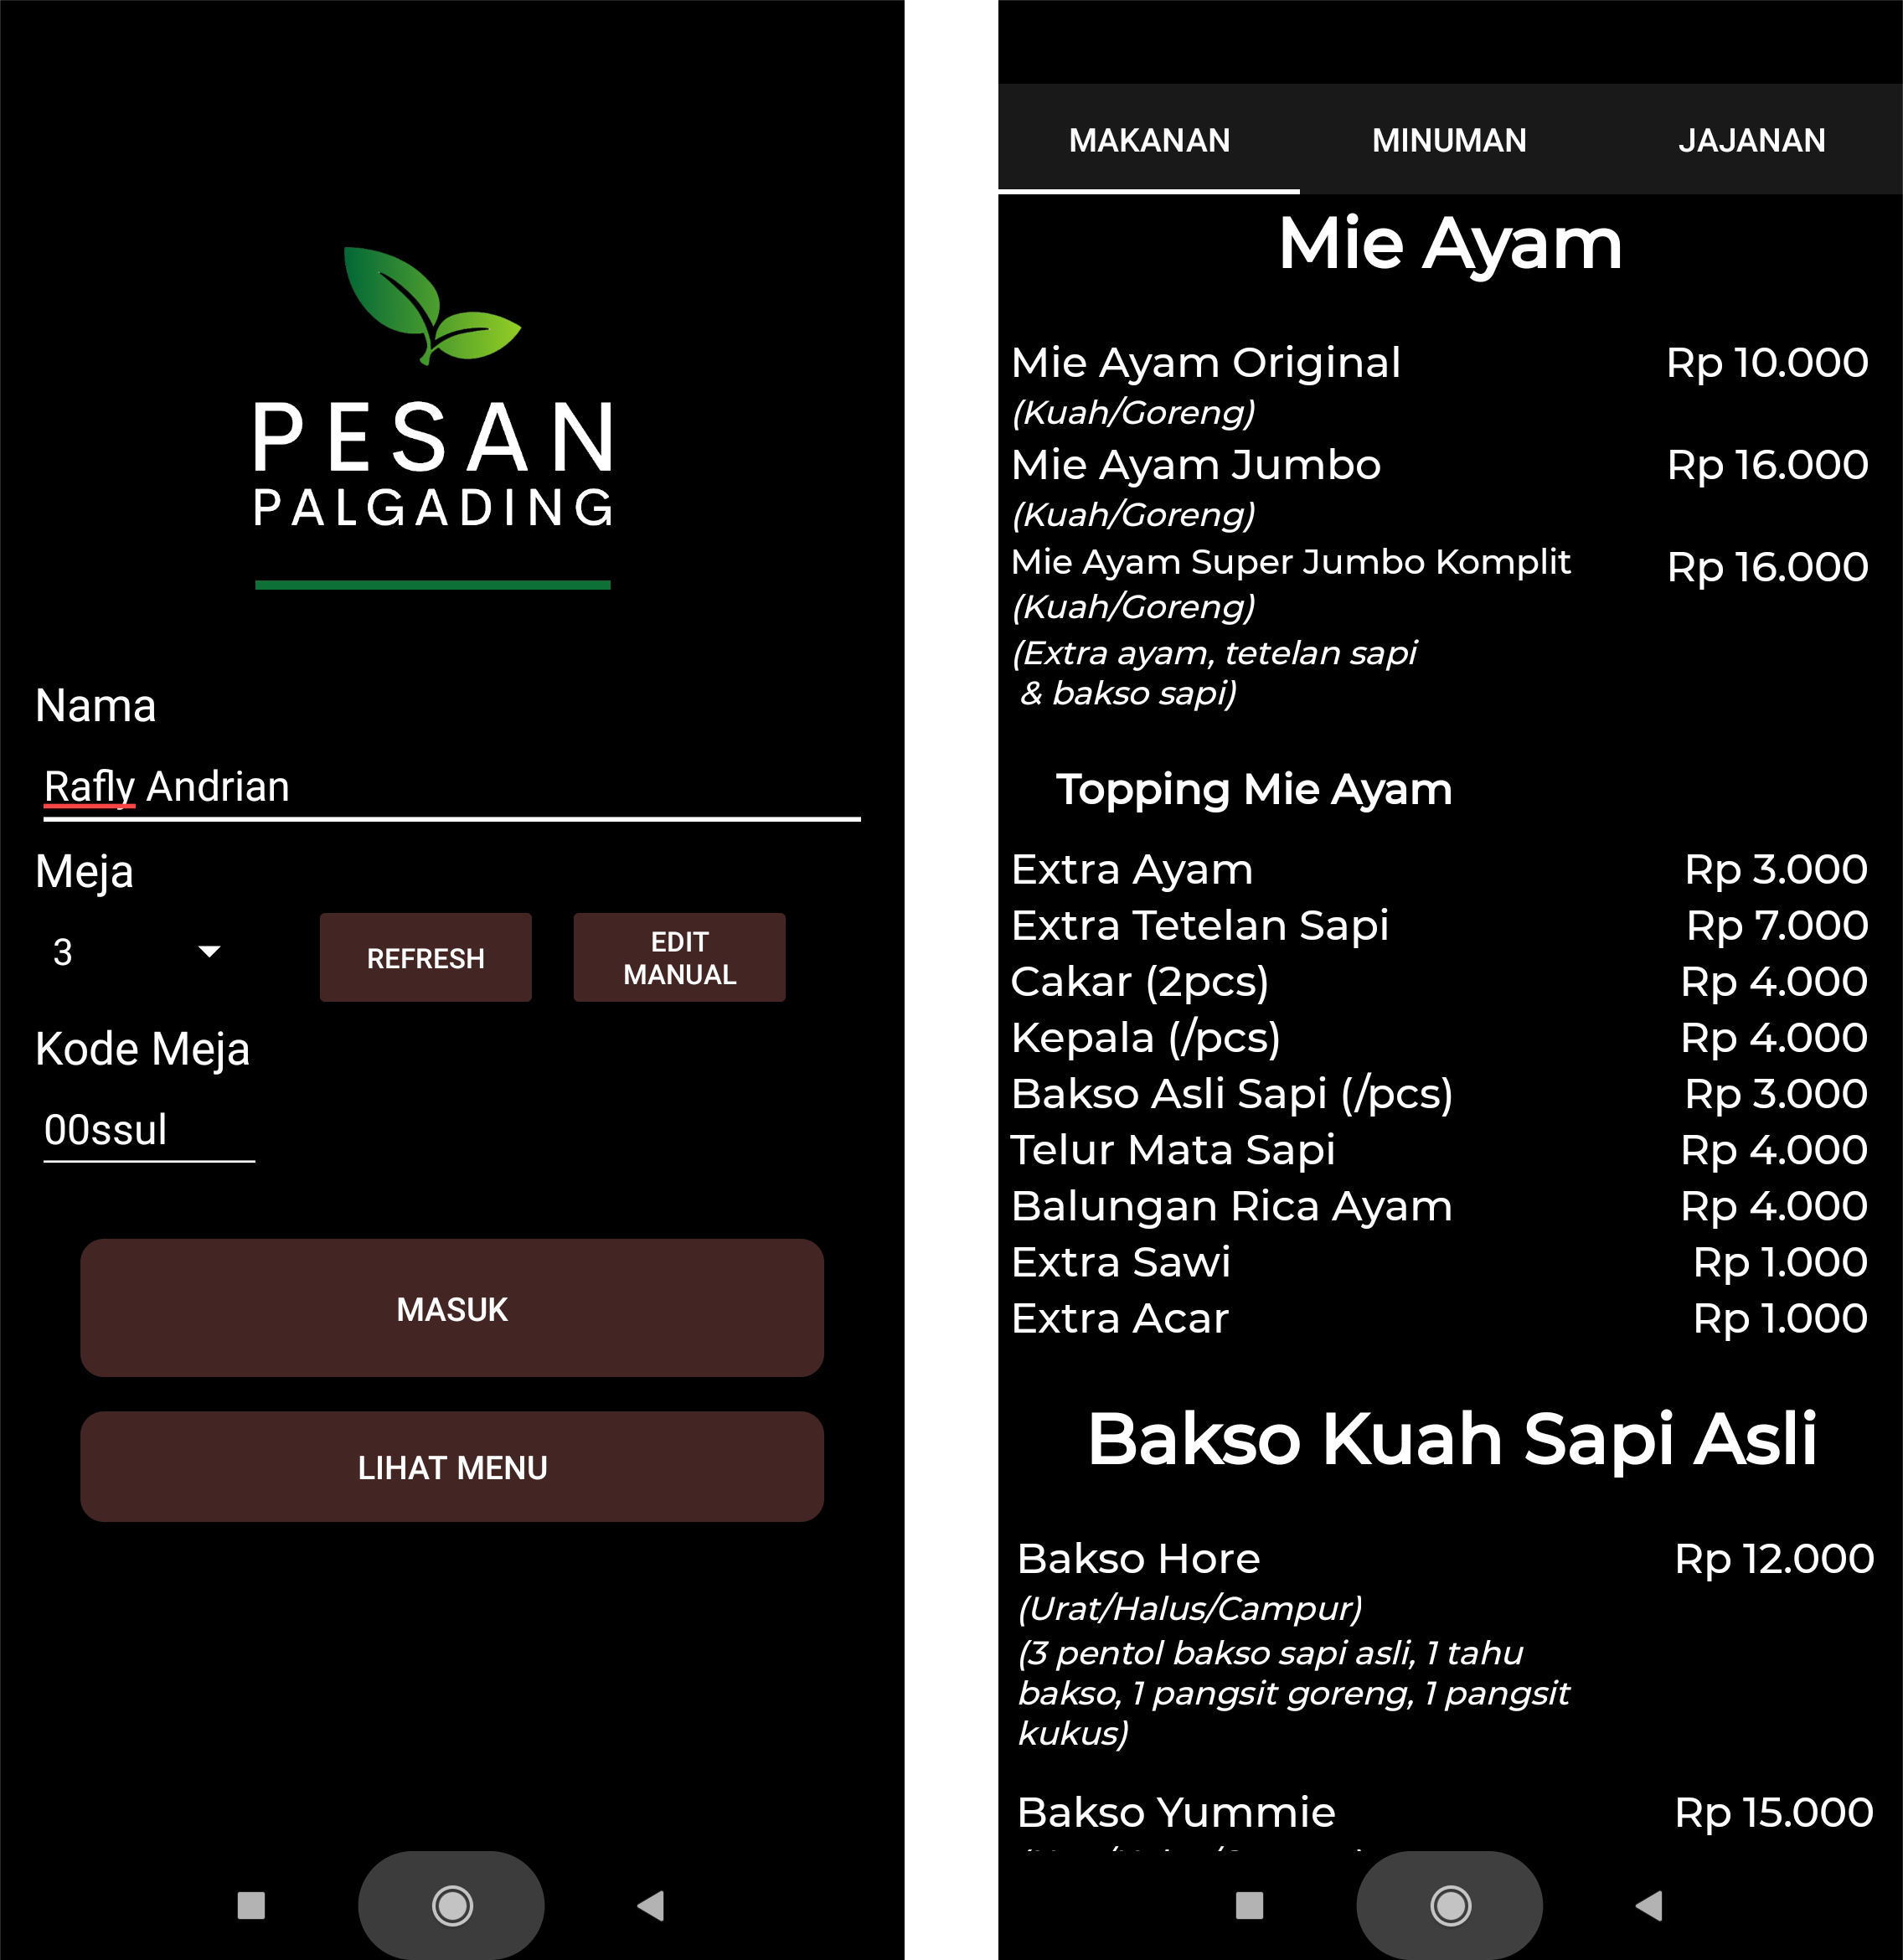 PESAN
PALGADING
Nama
Rafly Andrian
Meja
3
REFRESH
EDIT
MANUAL
Kode Meja
00ssul
MASUK
LIHAT MENU
MAKANAN
MINUMAN
JAJANAN
Mie Ayam
Mie Ayam Original Rp 10.000
(Kuah/Goreng)
Mie Ayam Jumbo Rp 16.000
(Kuah/Goreng)
Mie Ayam Super Jumbo Komplit Rp 16.000
(Kuah/Goreng)
(Extra ayam, tetelan sapi
& bakso sapi)
Topping Mie Ayam
Extra Ayam Rp 3.000
Extra Tetelan Sapi Rp 7.000
Cakar (2pcs) Rp 4.000
Kepala (/pcs) Rp 4.000
Bakso Asli Sapi (/pcs) Rp 3.000
Telur Mata Sapi Rp 4.000
Balungan Rica Ayam Rp 4.000
Extra Sawi Rp 1.000
Extra Acar Rp 1.000
Bakso Kuah Sapi Asli
Bakso Hore Rp 12.000
(Urat/Halus/Campur)
(3 pentol bakso sapi asli, 1 tahu
bakso, 1 pangsit goreng, 1 pangsit
kukus)
Bakso Yummie Rp 15.000